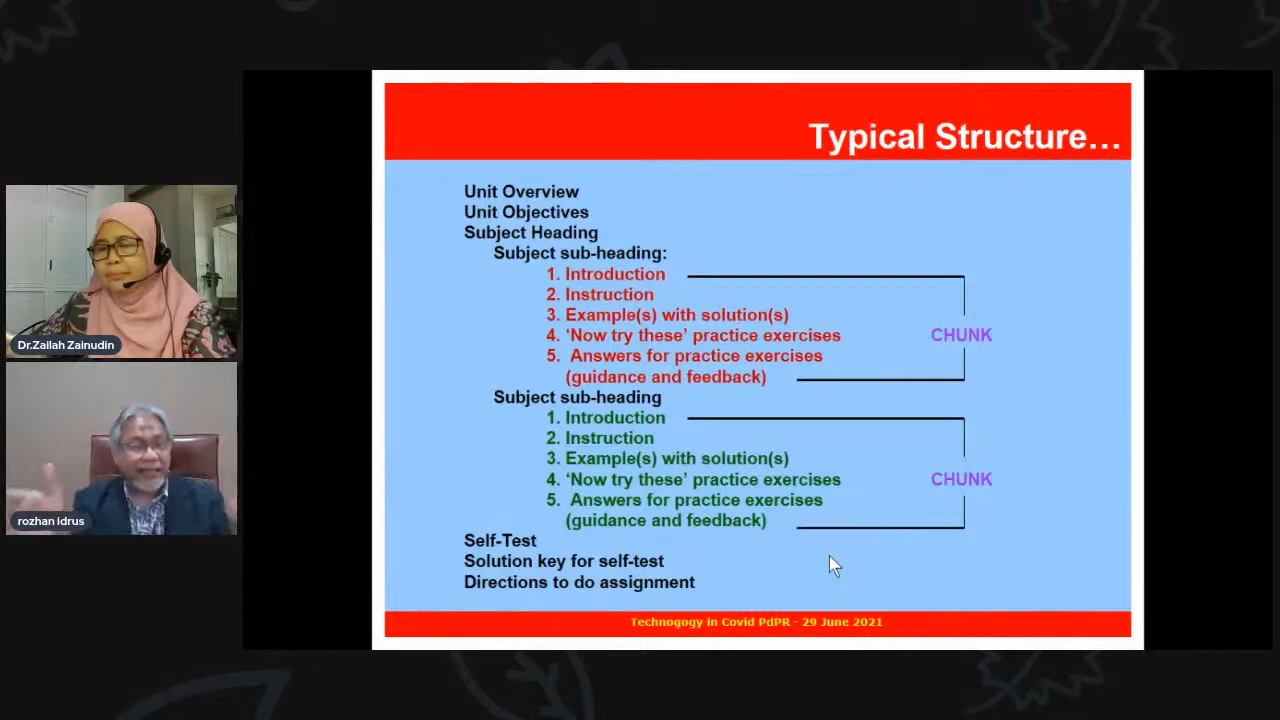 Typical Structure…
Unit Overview
Unit Objectives
Subject Heading
Subject sub-heading:
1. Introduction
2. Instruction
3. Example(s) with solution(s)
4. ‘Now try these’ practice exercises
5. Answers for practice exercises
(guidance and feedback)
CHUNK
Subject sub-heading
1. Introduction
2. Instruction
3. Example(s) with solution(s)
4. ‘Now try these’ practice exercises
5. Answers for practice exercises
(guidance and feedback)
CHUNK
Self-Test
Solution key for self-test
Directions to do assignment
Technogogy in Covid PdPR - 29 June 2021
Dr.Zailah Zainudin
rozhan idrus